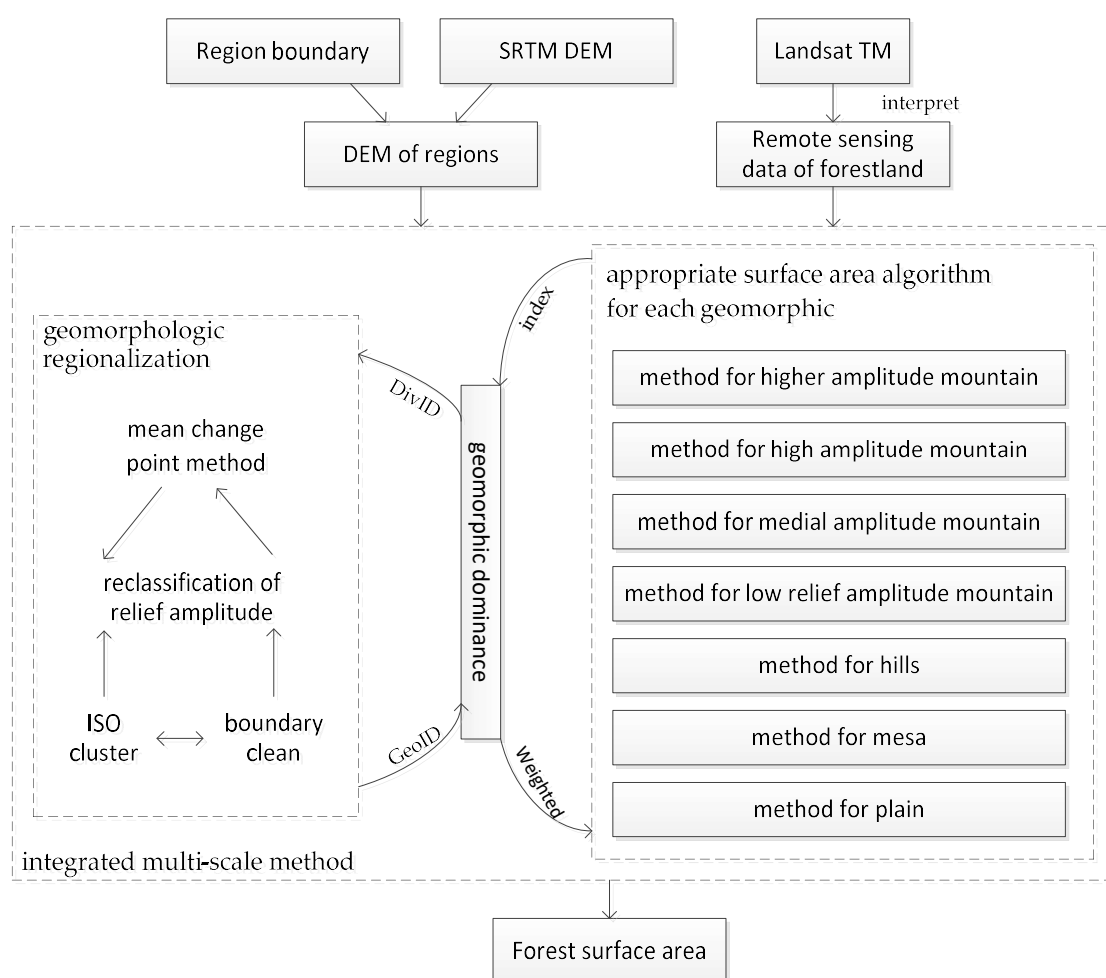 Region boundary
SRTM DEM
Landsat TM
interpret
DEM of regions
Remote sensing
data of forestland
appropriate surface area algorithm
for each geomorphic
index
geomorphologic
regionalization
DivID
mean change
point method
reclassification of
relief amplitude
ISO
cluster
boundary
clean
GeoID
geomorphic dominance
Weighted
method for higher amplitude mountain
method for high amplitude mountain
method for medial amplitude mountain
method for low relief amplitude mountain
method for hills
method for mesa
method for plain
integrated multi-scale method
Forest surface area